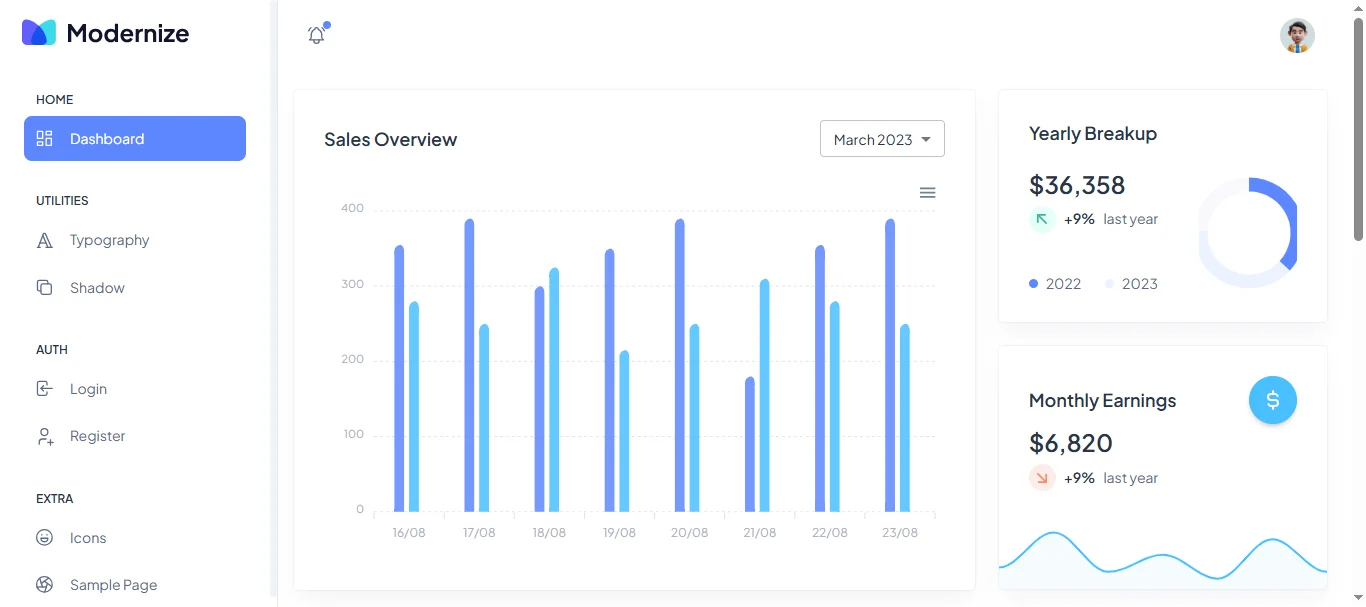 Modernize
HOME
Dashboard
UTILITIES
Typography
Shadow
AUTH
Login
Register
EXTRA
Icons
Sample Page
Sales Overview
March 2023
400
300
200
100
0
16/08 17/08 18/08 19/08 20/08 21/08 22/08 23/08
Yearly Breakup
$36,358
+9% last year
2022 2023
Monthly Earnings
$
$6,820
+9% last year